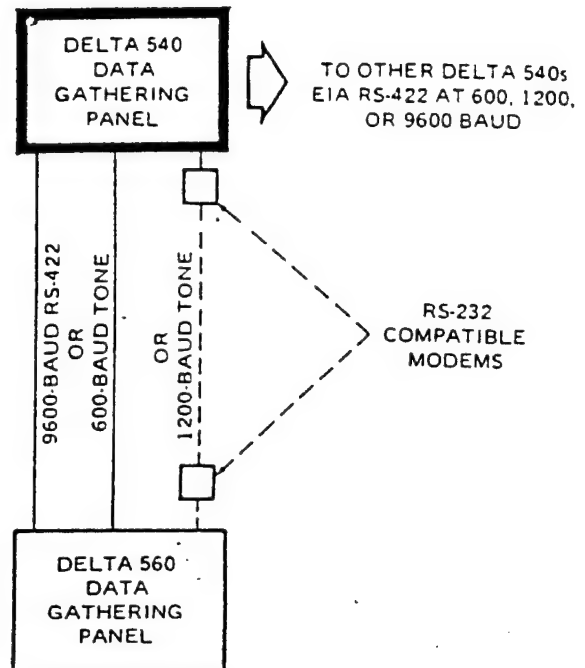 DELTA 540
DATA
GATHERING
PANEL
TO OTHER DELTA 540s
EIA RS-422 AT 600, 1200,
OR 9600 BAUD
9600-BAUD RS-422
OR
600-BAUD TONE
OR
1200-BAUD TONE
RS-232
COMPATIBLE
MODEMS
DELTA 560
DATA
GATHERING
PANEL